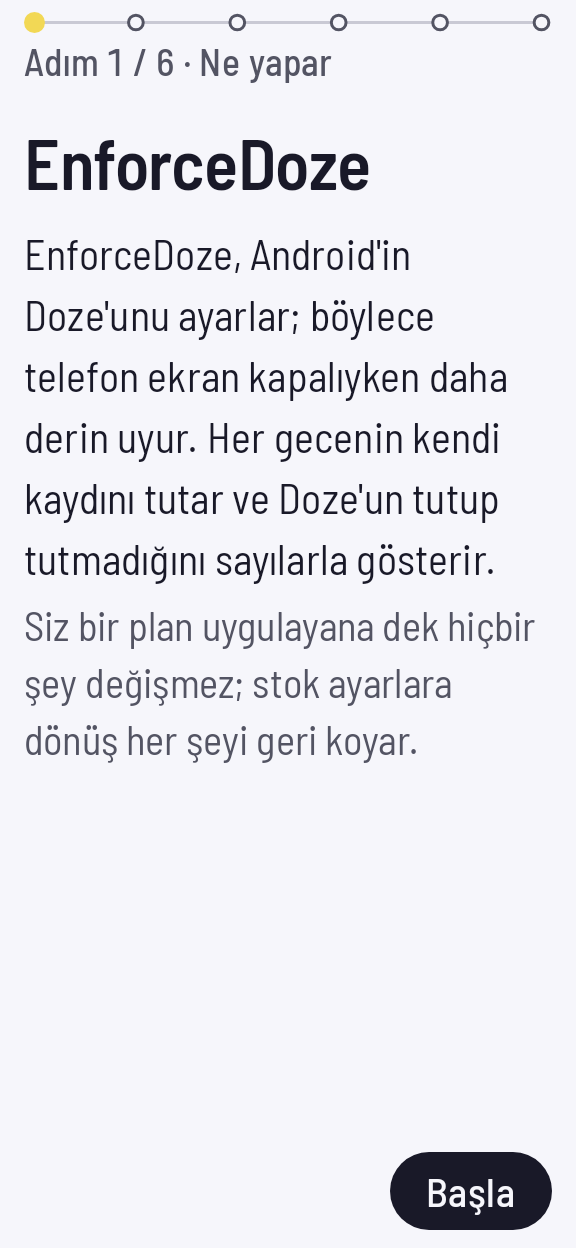 Adım 1 / 6 · Ne yapar
EnforceDoze
EnforceDoze, Android'in
Doze'unu ayarlar; böylece
telefon ekran kapalıyken daha
derin uyur. Her gecenin kendi
kaydını tutar ve Doze'un tutup
tutmadığını sayılarla gösterir.
Siz bir plan uygulayana dek hiçbir
şey değişmez; stok ayarlara
dönüş her şeyi geri koyar.
Başla